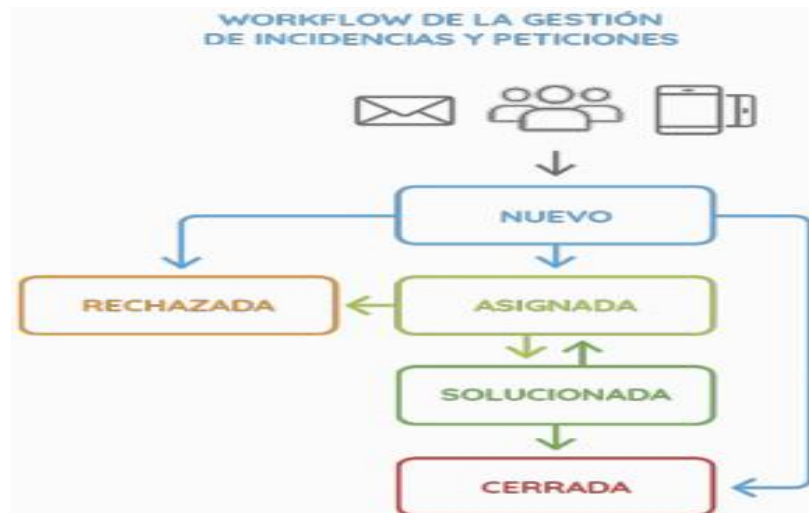 WORKFLOW DE LA GESTIÓN
DE INCIDENCIAS Y PETICIONES
NUEVO
RECHAZADA
ASIGNADA
SOLUCIONADA
CERRADA